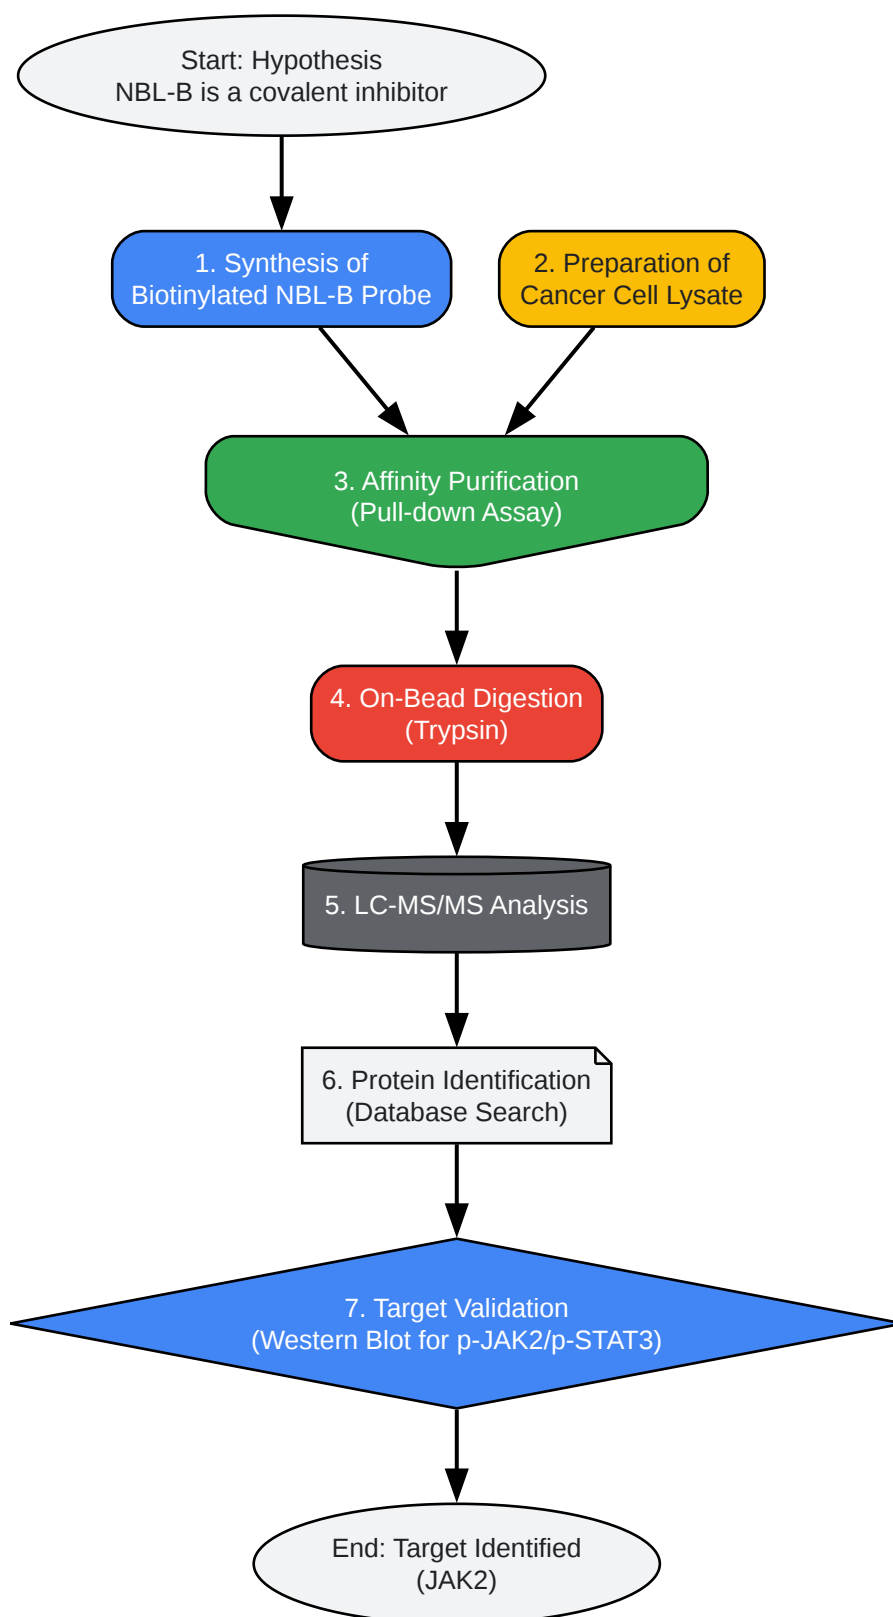 Start: Hypothesis
NBL-B is a covalent inhibitor
1. Synthesis of
Biotinylated NBL-B Probe
2. Preparation of
Cancer Cell Lysate
3. Affinity Purification
(Pull-down Assay)
4. On-Bead Digestion
(Trypsin)
5. LC-MS/MS Analysis
6. Protein Identification
(Database Search)
7. Target Validation
(Western Blot for p-JAK2/p-STAT3)
End: Target Identified
(JAK2)